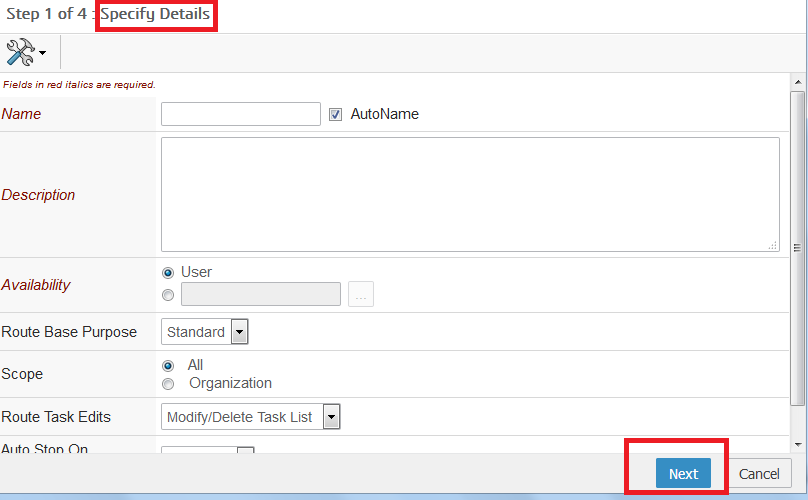 Step 1 of 4 : Specify Details
Fields in red italics are required.
Name
AutoName
Description
Availability
User
...
Route Base Purpose
Standard
Scope
All
Organization
Route Task Edits
Modify/Delete Task List
Auto Stop On
Next
Cancel